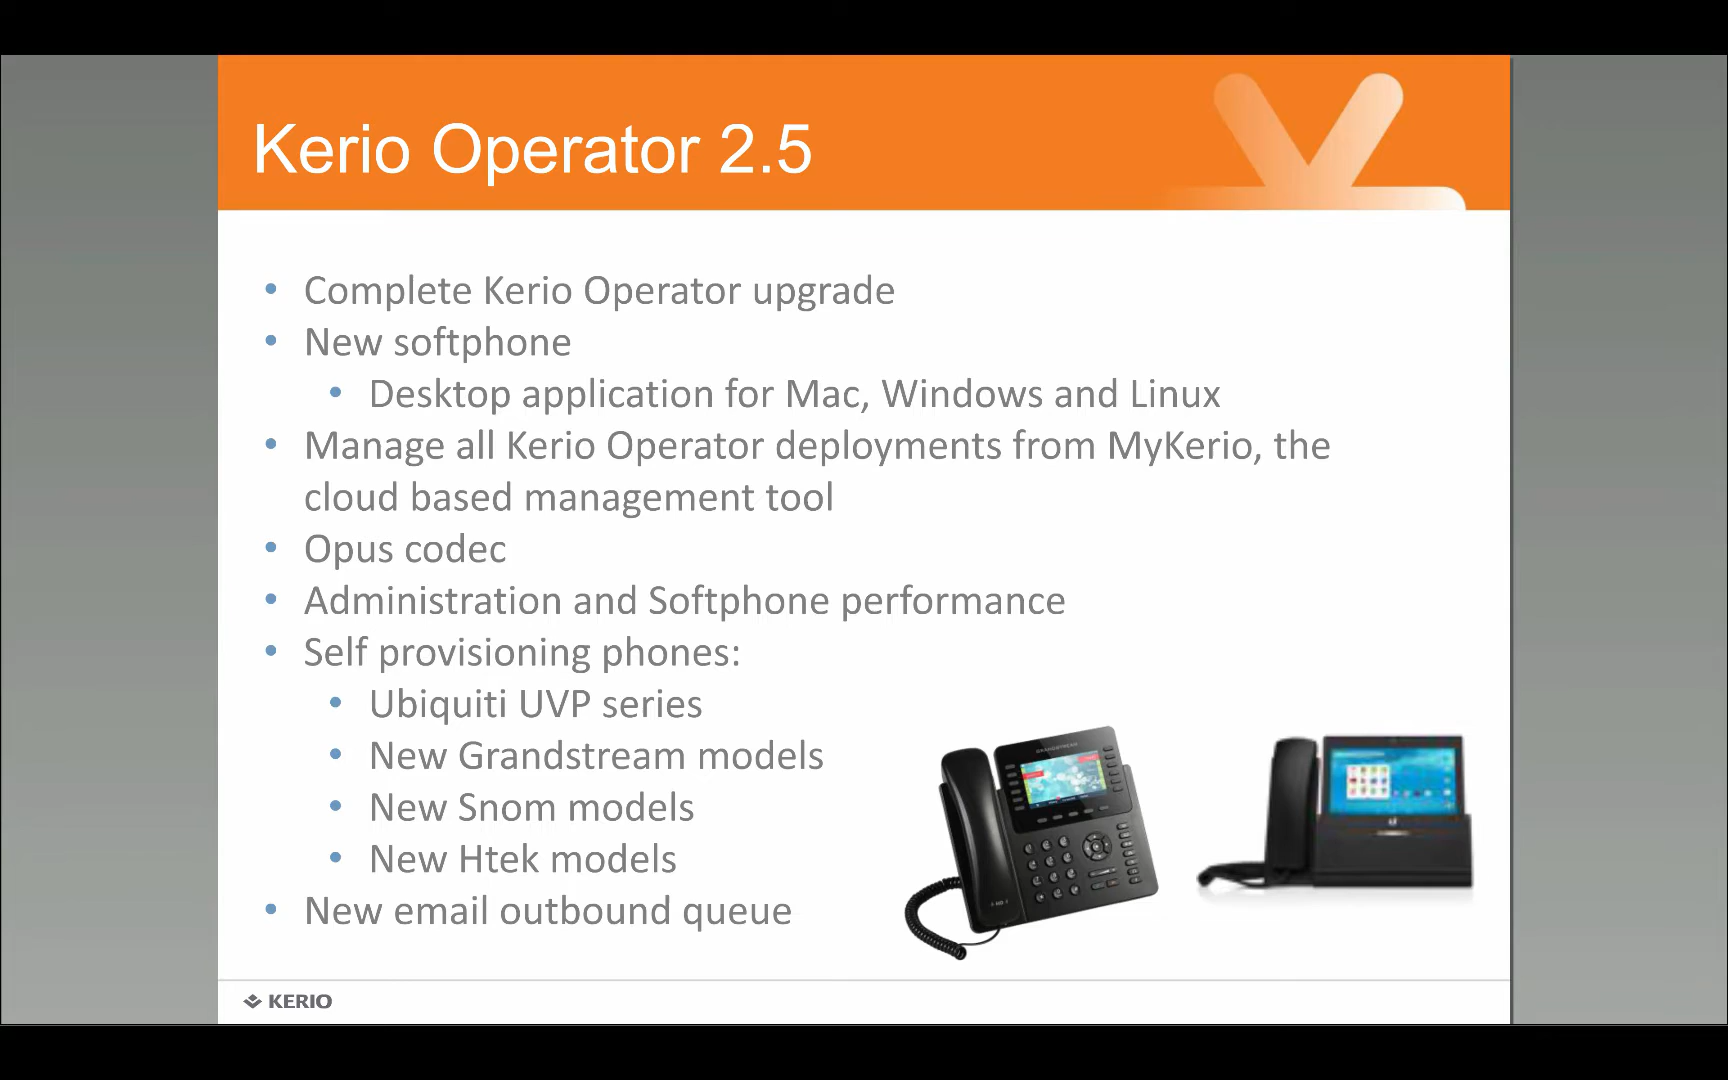 Kerio Operator 2.5
• Complete Kerio Operator upgrade
• New softphone
• Desktop application for Mac, Windows and Linux
• Manage all Kerio Operator deployments from MyKerio, the
cloud based management tool
• Opus codec
• Administration and Softphone performance
• Self provisioning phones:
• Ubiquiti UVP series
• New Grandstream models
• New Snom models
• New Htek models
• New email outbound queue
GRANDSTREAM
KERIO